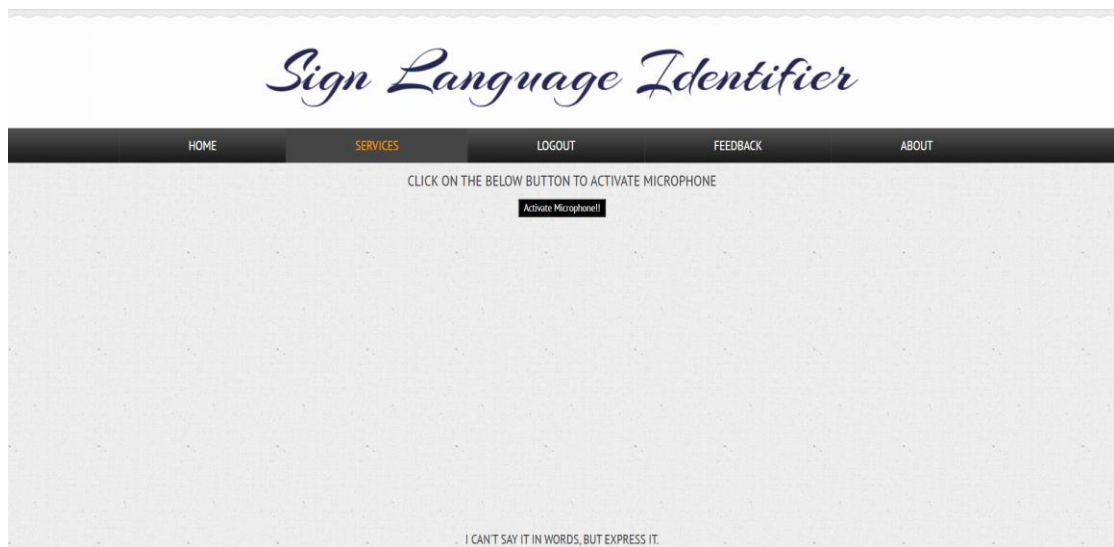 Sign Language Identifier
HOME SERVICES LOGOUT FEEDBACK ABOUT
CLICK ON THE BELOW BUTTON TO ACTIVATE MICROPHONE
Activate Microphone!!
I CAN'T SAY IT IN WORDS, BUT EXPRESS IT.